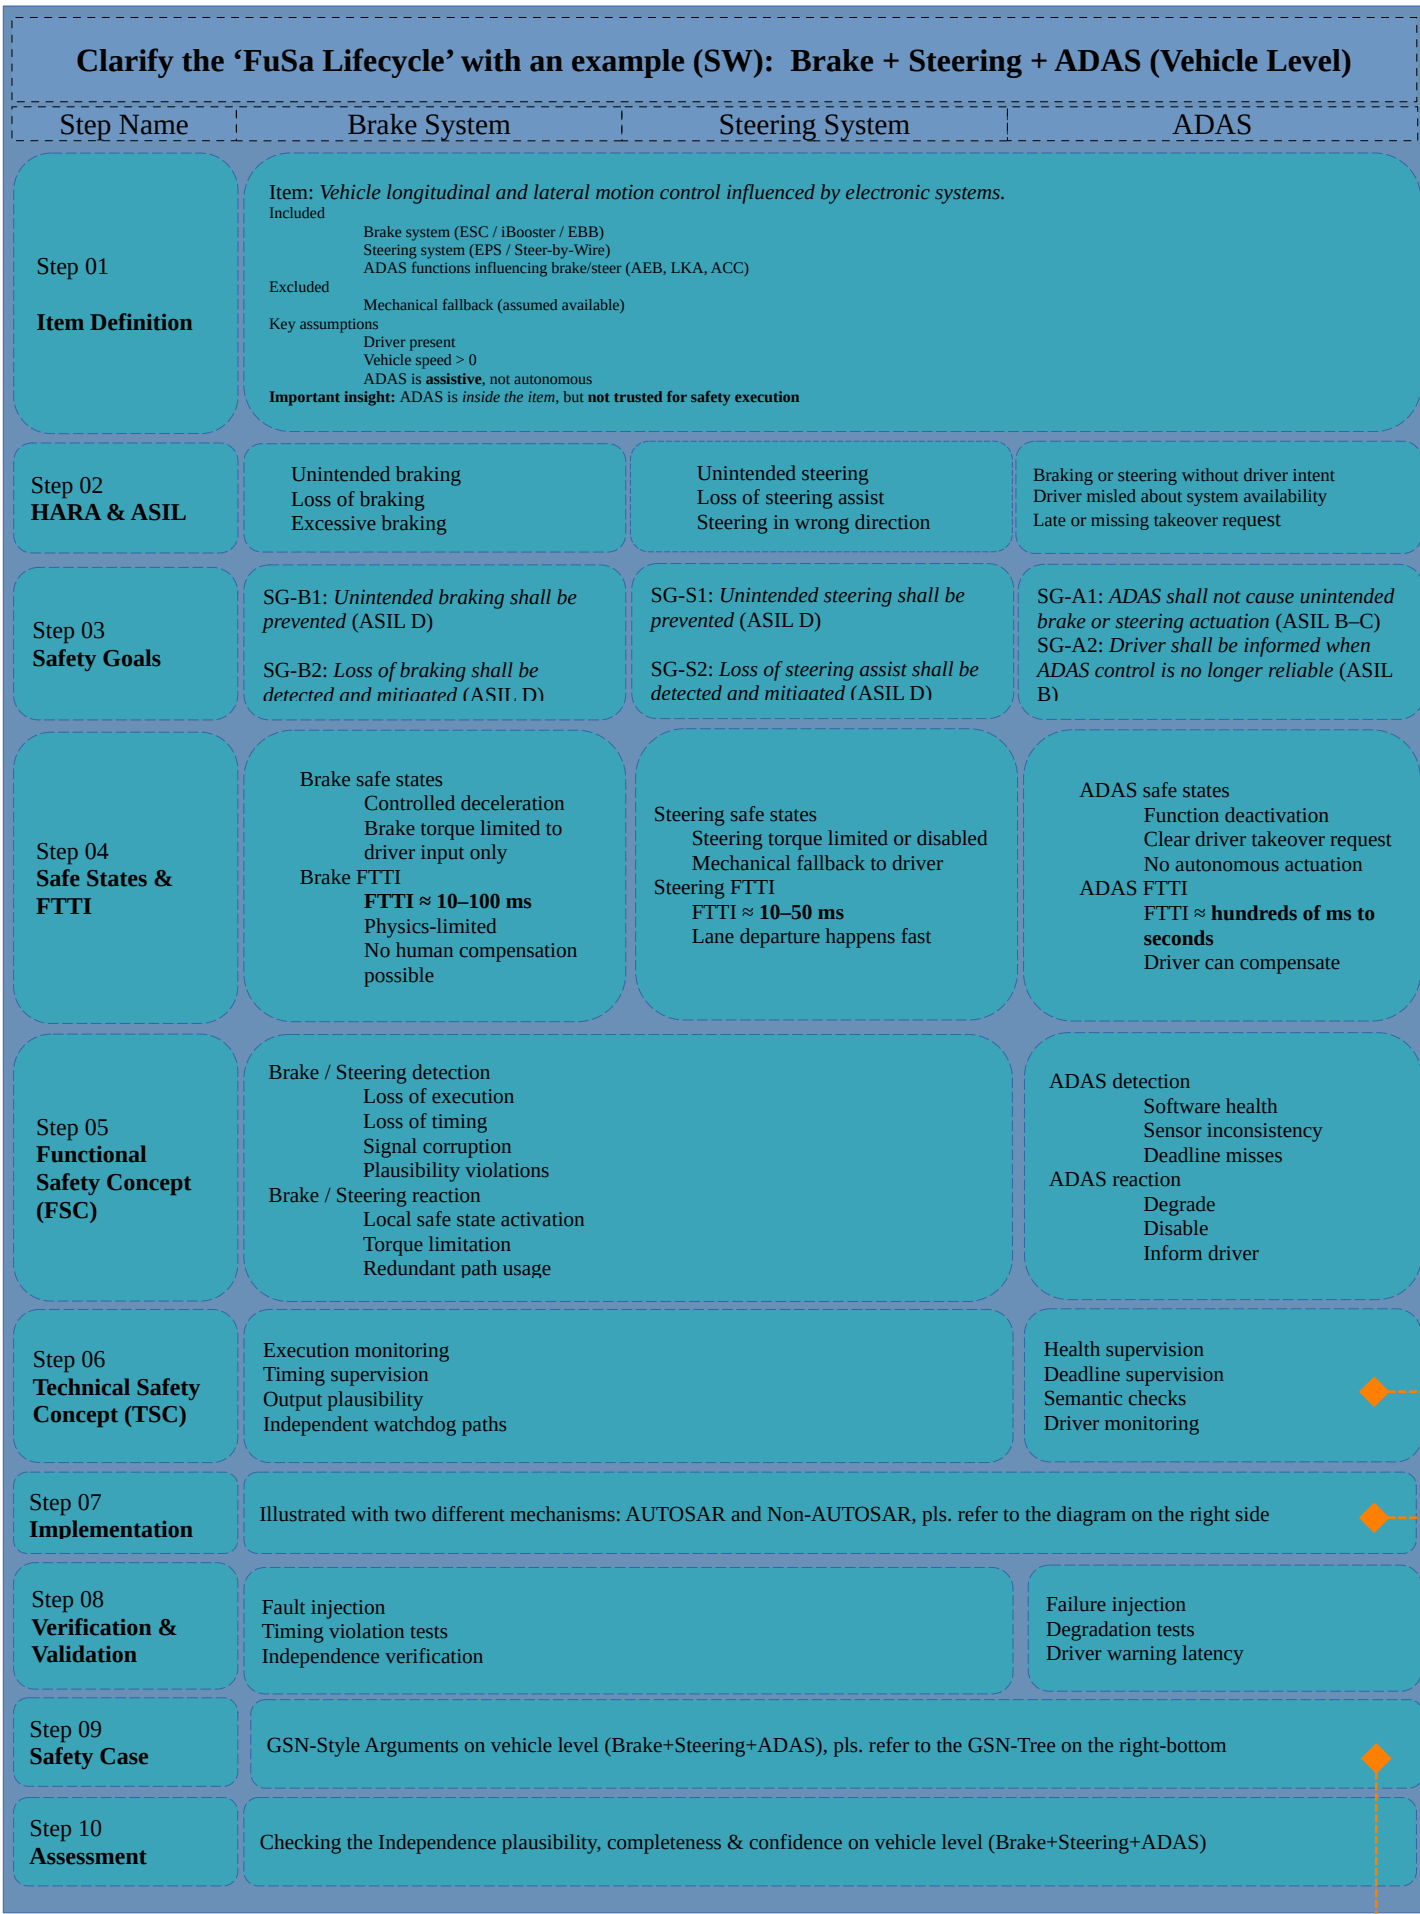 Clarify the ‘FuSa Lifecycle’ with an example (SW):  Brake + Steering + ADAS (Vehicle Level)
Step Name
Brake System
Steering System
ADAS
Step 01
Item Definition
Item: Vehicle longitudinal and lateral motion control influenced by electronic systems.
Included
Brake system (ESC / iBooster / EBB)
Steering system (EPS / Steer-by-Wire)
ADAS functions influencing brake/steer (AEB, LKA, ACC)
Excluded
Mechanical fallback (assumed available)
Key assumptions
Driver present
Vehicle speed > 0
ADAS is assistive, not autonomous
Important insight: ADAS is inside the item, but not trusted for safety execution
Step 02
HARA & ASIL
Unintended braking
Loss of braking
Excessive braking
Unintended steering
Loss of steering assist
Steering in wrong direction
Braking or steering without driver intent
Driver misled about system availability
Late or missing takeover request
Step 03
Safety Goals
SG-B1: Unintended braking shall be
prevented (ASIL D)
SG-B2: Loss of braking shall be
detected and mitigated (ASIL D)
SG-S1: Unintended steering shall be
prevented (ASIL D)
SG-S2: Loss of steering assist shall be
detected and mitigated (ASIL D)
SG-A1: ADAS shall not cause unintended
brake or steering actuation (ASIL B–C)
SG-A2: Driver shall be informed when
ADAS control is no longer reliable (ASIL
B)
Step 04
Safe States &
FTTI
Brake safe states
Controlled deceleration
Brake torque limited to
driver input only
Brake FTTI
FTTI ≈ 10–100 ms
Physics-limited
No human compensation
possible
Steering safe states
Steering torque limited or disabled
Mechanical fallback to driver
Steering FTTI
FTTI ≈ 10–50 ms
Lane departure happens fast
ADAS safe states
Function deactivation
Clear driver takeover request
No autonomous actuation
ADAS FTTI
FTTI ≈ hundreds of ms to
seconds
Driver can compensate
Step 05
Functional
Safety Concept
(FSC)
Brake / Steering detection
Loss of execution
Loss of timing
Signal corruption
Plausibility violations
Brake / Steering reaction
Local safe state activation
Torque limitation
Redundant path usage
ADAS detection
Software health
Sensor inconsistency
Deadline misses
ADAS reaction
Degrade
Disable
Inform driver
Step 06
Technical Safety
Concept (TSC)
Execution monitoring
Timing supervision
Output plausibility
Independent watchdog paths
Health supervision
Deadline supervision
Semantic checks
Driver monitoring
Step 07
Implementation
Illustrated with two different mechanisms: AUTOSAR and Non-AUTOSAR, pls. refer to the diagram on the right side
Step 08
Verification &
Validation
Fault injection
Timing violation tests
Independence verification
Failure injection
Degradation tests
Driver warning latency
Step 09
Safety Case
GSN-Style Arguments on vehicle level (Brake+Steering+ADAS), pls. refer to the GSN-Tree on the right-bottom
Step 10
Assessment
Checking the Independence plausibility, completeness & confidence on vehicle level (Brake+Steering+ADAS)